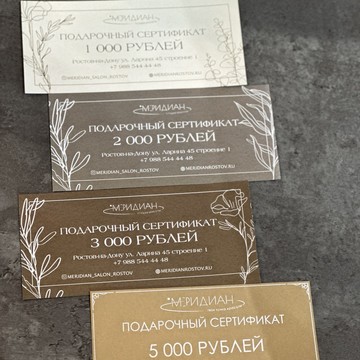 МЭРИДИАН
ПОДАРОЧНЫЙ СЕРТИФИКАТ
1 000 РУБЛЕЙ
Ростов-на-Дону ул. Ларина 45 строение 1
+7 988 544 44 48
MERIDIAN_SALON_ROSTOV MERIDIANROSTOV.RU
МЭРИДИАН
ПОДАРОЧНЫЙ СЕРТИФИКАТ
2 000 РУБЛЕЙ
Ростов-на-Дону ул. Ларина 45 строение 1
+7 988 544 44 48
MERIDIAN_SALON_ROSTOV MERIDIANROSTOV.RU
МЭРИДИАН
ПОДАРОЧНЫЙ СЕРТИФИКАТ
3 000 РУБЛЕЙ
Ростов-на-Дону ул. Ларина 45 строение 1
+7 988 544 44 48
MERIDIAN_SALON_ROSTOV MERIDIANROSTOV.RU
МЭРИДИАН
ПОДАРОЧНЫЙ СЕРТИФИКАТ
5 000 РУБЛЕЙ